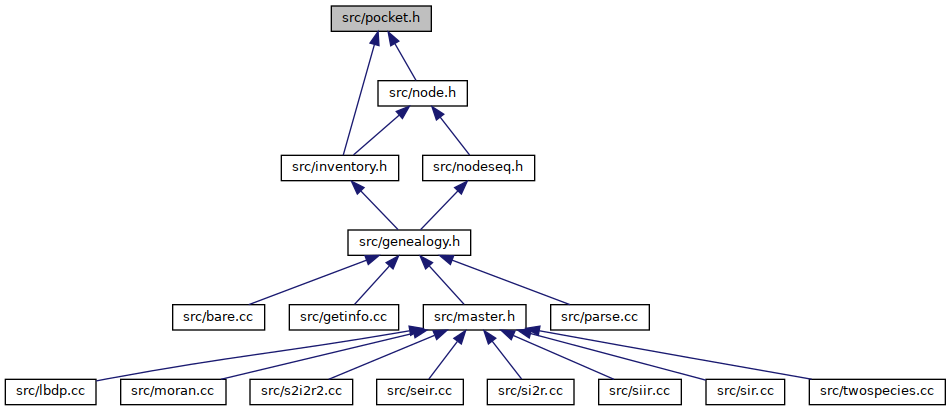 src/pocket.h
src/node.h
src/inventory.h
src/nodeseq.h
src/genealogy.h
src/bare.cc
src/getinfo.cc
src/master.h
src/parse.cc
src/lbdp.cc
src/moran.cc
src/s2i2r2.cc
src/seir.cc
src/si2r.cc
src/siir.cc
src/sir.cc
src/twospecies.cc